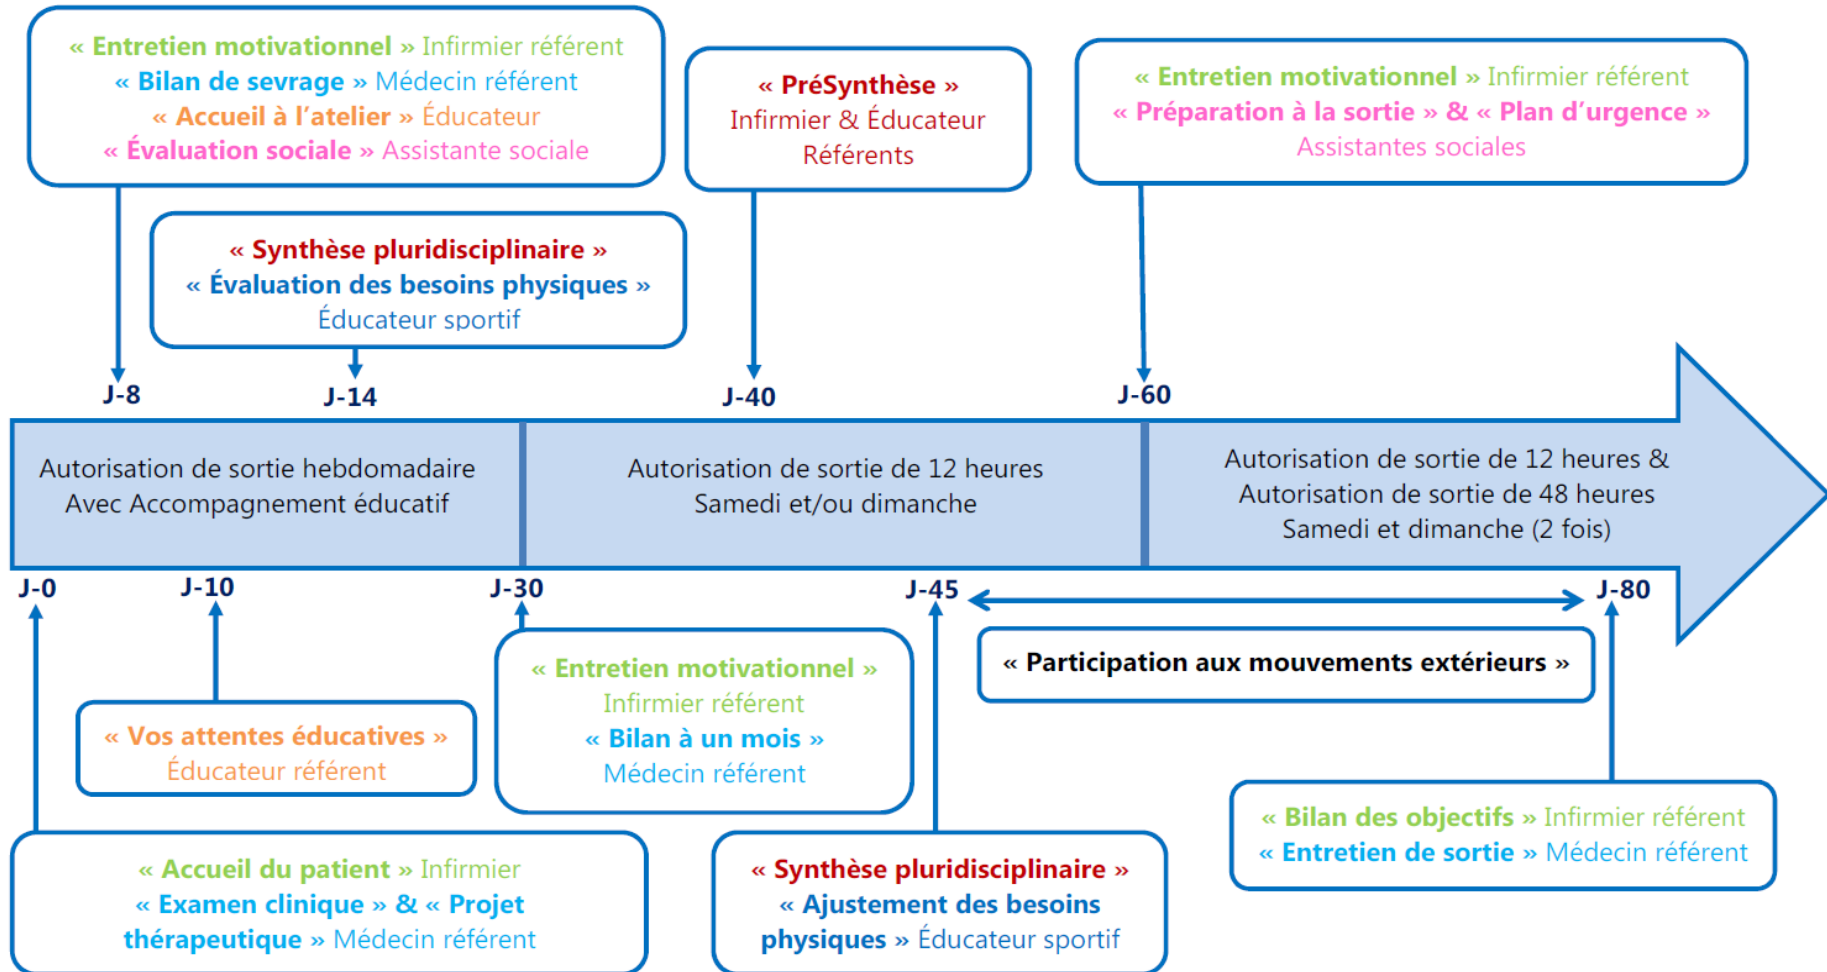 « Entretien motivationnel » Infirmier référent
« Bilan de sevrage » Médecin référent
« Accueil à l’atelier » Éducateur
« Évaluation sociale » Assistante sociale
« PréSynthèse »
Infirmier & Éducateur
Référents
« Entretien motivationnel » Infirmier référent
« Préparation à la sortie » & « Plan d’urgence »
Assistantes sociales
« Synthèse pluridisciplinaire »
« Évaluation des besoins physiques »
Éducateur sportif
J-8
J-14
J-40
J-60
Autorisation de sortie hebdomadaire
Avec Accompagnement éducatif
Autorisation de sortie de 12 heures
Samedi et/ou dimanche
Autorisation de sortie de 12 heures &
Autorisation de sortie de 48 heures
Samedi et dimanche (2 fois)
J-0
J-10
J-30
J-45
J-80
« Participation aux mouvements extérieurs »
« Entretien motivationnel »
Infirmier référent
« Bilan à un mois »
Médecin référent
« Vos attentes éducatives »
Éducateur référent
« Bilan des objectifs » Infirmier référent
« Entretien de sortie » Médecin référent
« Accueil du patient » Infirmier
« Examen clinique » & « Projet
thérapeutique » Médecin référent
« Synthèse pluridisciplinaire »
« Ajustement des besoins
physiques » Éducateur sportif